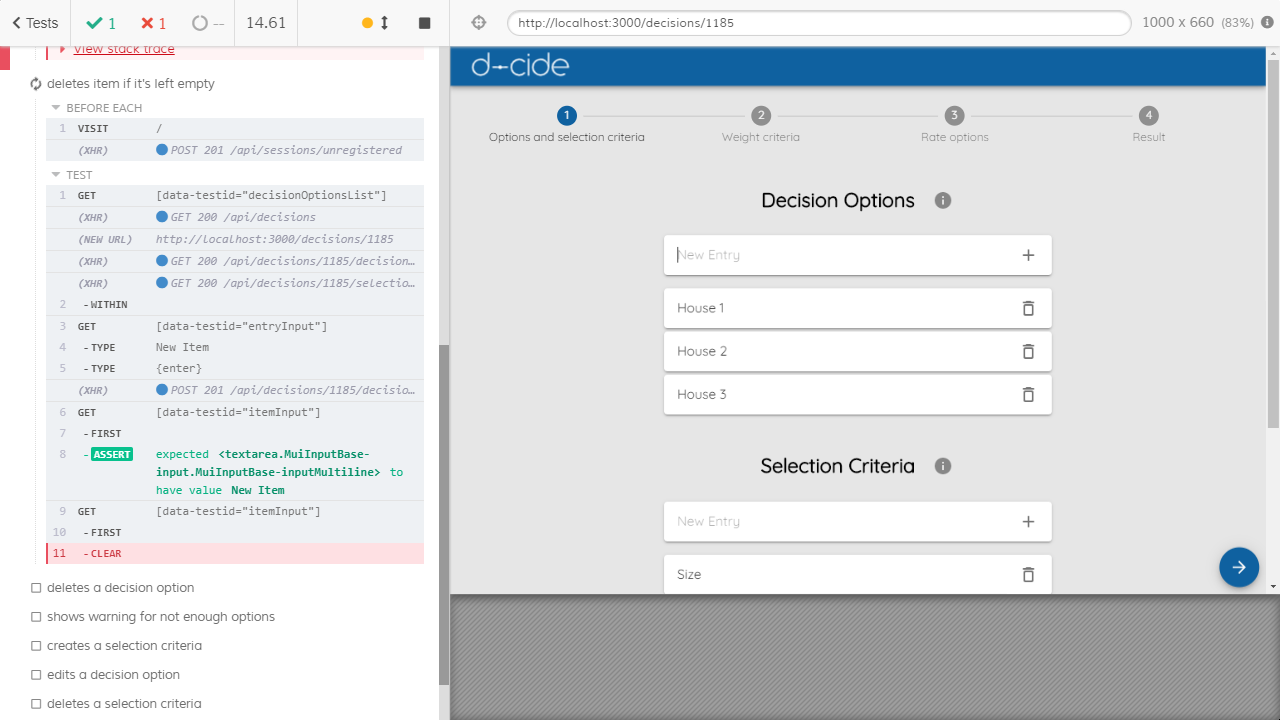 Tests
1
1
--
14.61
http://localhost:3000/decisions/1185
1000 x 660 (83%)
View stack trace
deletes item if it's left empty
BEFORE EACH
1 VISIT /
(XHR) POST 201 /api/sessions/unregistered
TEST
1 GET [data-testid="decisionOptionsList"]
(XHR) GET 200 /api/decisions
(NEW URL) http://localhost:3000/decisions/1185
(XHR) GET 200 /api/decisions/1185/decision…
(XHR) GET 200 /api/decisions/1185/selectio…
2 -WITHIN
3 GET [data-testid="entryInput"]
4 -TYPE New Item
5 -TYPE {enter}
(XHR) POST 201 /api/decisions/1185/decisio…
6 GET [data-testid="itemInput"]
7 -FIRST
8 -ASSERT expected <textarea.MuiInputBase-
input.MuiInputBase-inputMultiline> to
have value New Item
9 GET [data-testid="itemInput"]
10 -FIRST
11 -CLEAR
deletes a decision option
shows warning for not enough options
creates a selection criteria
edits a decision option
deletes a selection criteria
d-cide
1 2 3 4
Options and selection criteria Weight criteria Rate options Result
Decision Options
New Entry
House 1
House 2
House 3
Selection Criteria
New Entry
Size